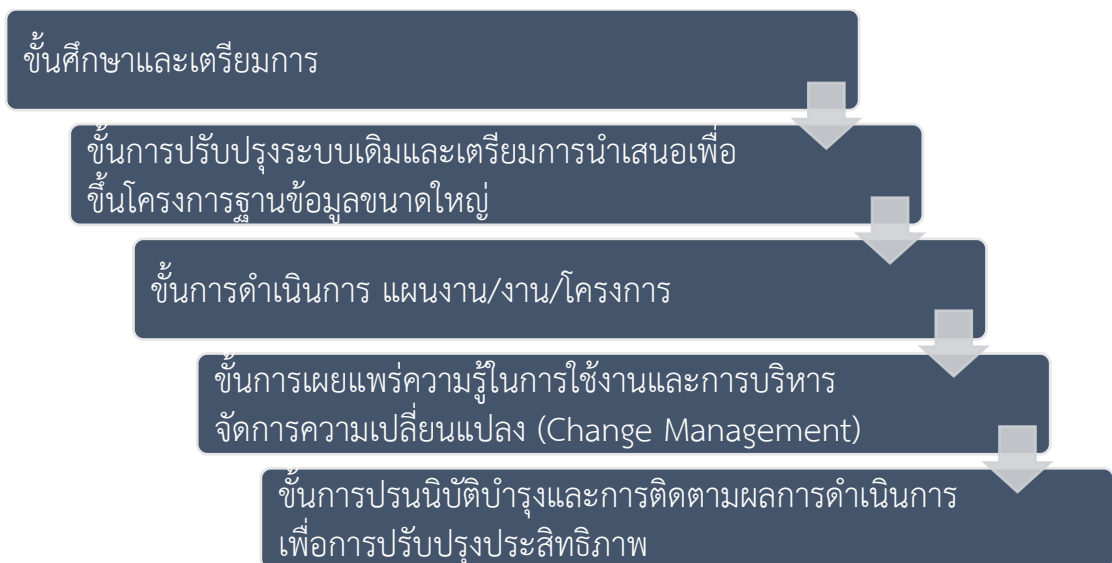 ขั้นศึกษาและเตรียมการ
ขั้นการปรับปรุงระบบเดิมและเตรียมการนำเสนอเพื่อ
ขึ้นโครงการฐานข้อมูลขนาดใหญ่
ขั้นการดำเนินการ แผนงาน/งาน/โครงการ
ขั้นการเผยแพร่ความรู้ในการใช้งานและการบริหาร
จัดการความเปลี่ยนแปลง (Change Management)
ขั้นการปรนนิบัติบำรุงและการติดตามผลการดำเนินการ
เพื่อการปรับปรุงประสิทธิภาพ